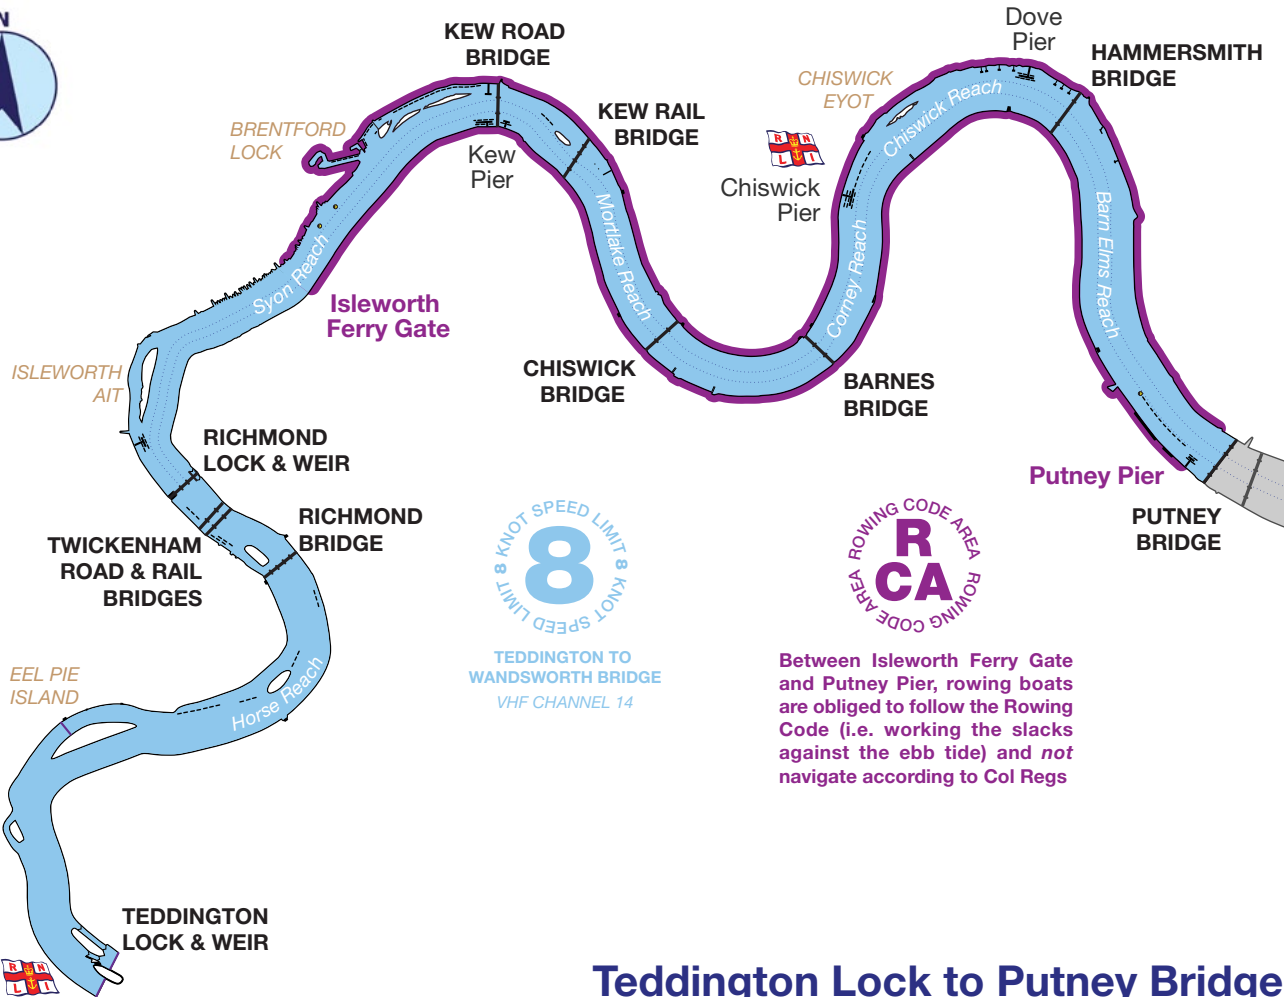 N
KEW ROAD
BRIDGE
Dove
Pier
HAMMERSMITH
BRIDGE
CHISWICK
EYOT
Chiswick Reach
KEW RAIL
BRIDGE
BRENTFORD
LOCK
Kew
Pier
R N
L I
Chiswick
Pier
Mortlake Reach
Corney Reach
Barn Elms Reach
Syon Reach
Isleworth
Ferry Gate
ISLEWORTH
AIT
CHISWICK
BRIDGE
BARNES
BRIDGE
RICHMOND
LOCK & WEIR
Putney Pier
PUTNEY
BRIDGE
RICHMOND
BRIDGE
TWICKENHAM
ROAD & RAIL
BRIDGES
8 KNOT SPEED LIMIT 8 KNOT SPEED LIMIT
8
TEDDINGTON TO
WANDSWORTH BRIDGE
VHF CHANNEL 14
ROWING CODE AREA ROWING CODE AREA
R
CA
Between Isleworth Ferry Gate
and Putney Pier, rowing boats
are obliged to follow the Rowing
Code (i.e. working the slacks
against the ebb tide) and not
navigate according to Col Regs
EEL PIE
ISLAND
Horse Reach
TEDDINGTON
LOCK & WEIR
R N
L I
Teddington Lock to Putney Bridge